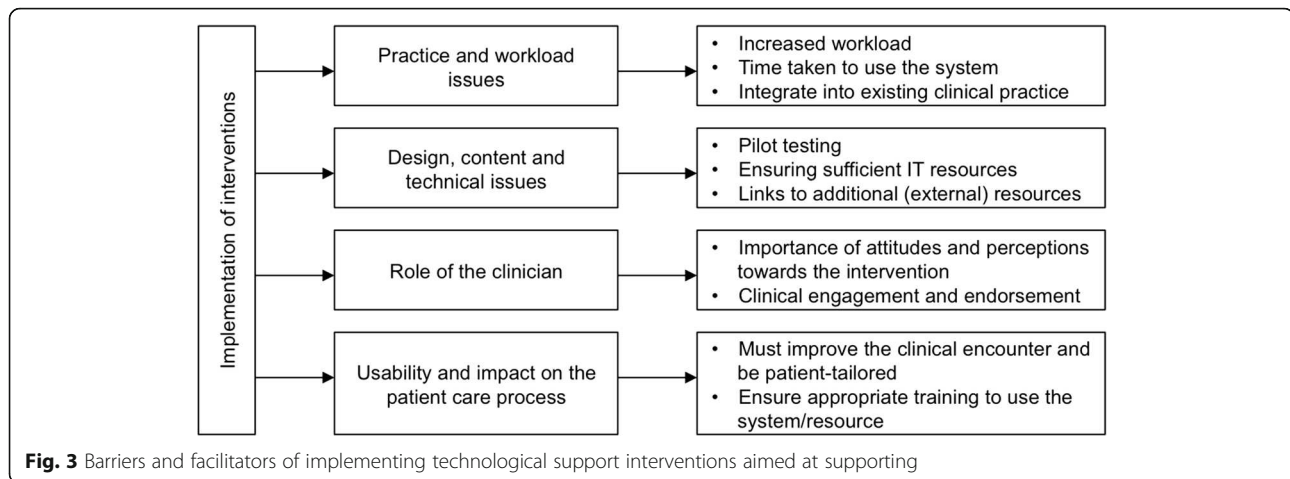 Implementation of interventions
Practice and workload
issues
• Increased workload
• Time taken to use the system
• Integrate into existing clinical practice
Design, content and
technical issues
• Pilot testing
• Ensuring sufficient IT resources
• Links to additional (external) resources
Role of the clinician
• Importance of attitudes and perceptions
towards the intervention
• Clinical engagement and endorsement
Usability and impact on the
patient care process
• Must improve the clinical encounter and
be patient-tailored
• Ensure appropriate training to use the
system/resource
Fig. 3 Barriers and facilitators of implementing technological support interventions aimed at supporting